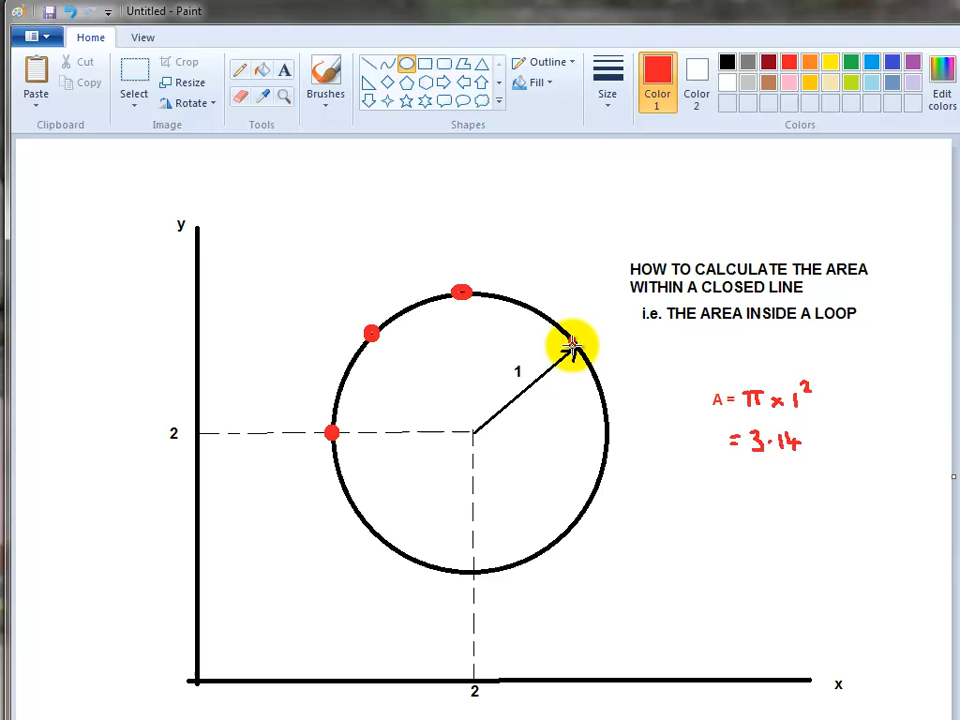 Untitled - Paint
Home View
Paste
Cut
Copy
Clipboard
Select
Crop
Resize
Rotate
Image
A
Tools
Brushes
Outline
Fill
Shapes
Size
Color 1
Color 2
Edit colors
Colors
y
HOW TO CALCULATE THE AREA
WITHIN A CLOSED LINE
i.e. THE AREA INSIDE A LOOP
1
A = π × 1²
= 3.14
2
2
x